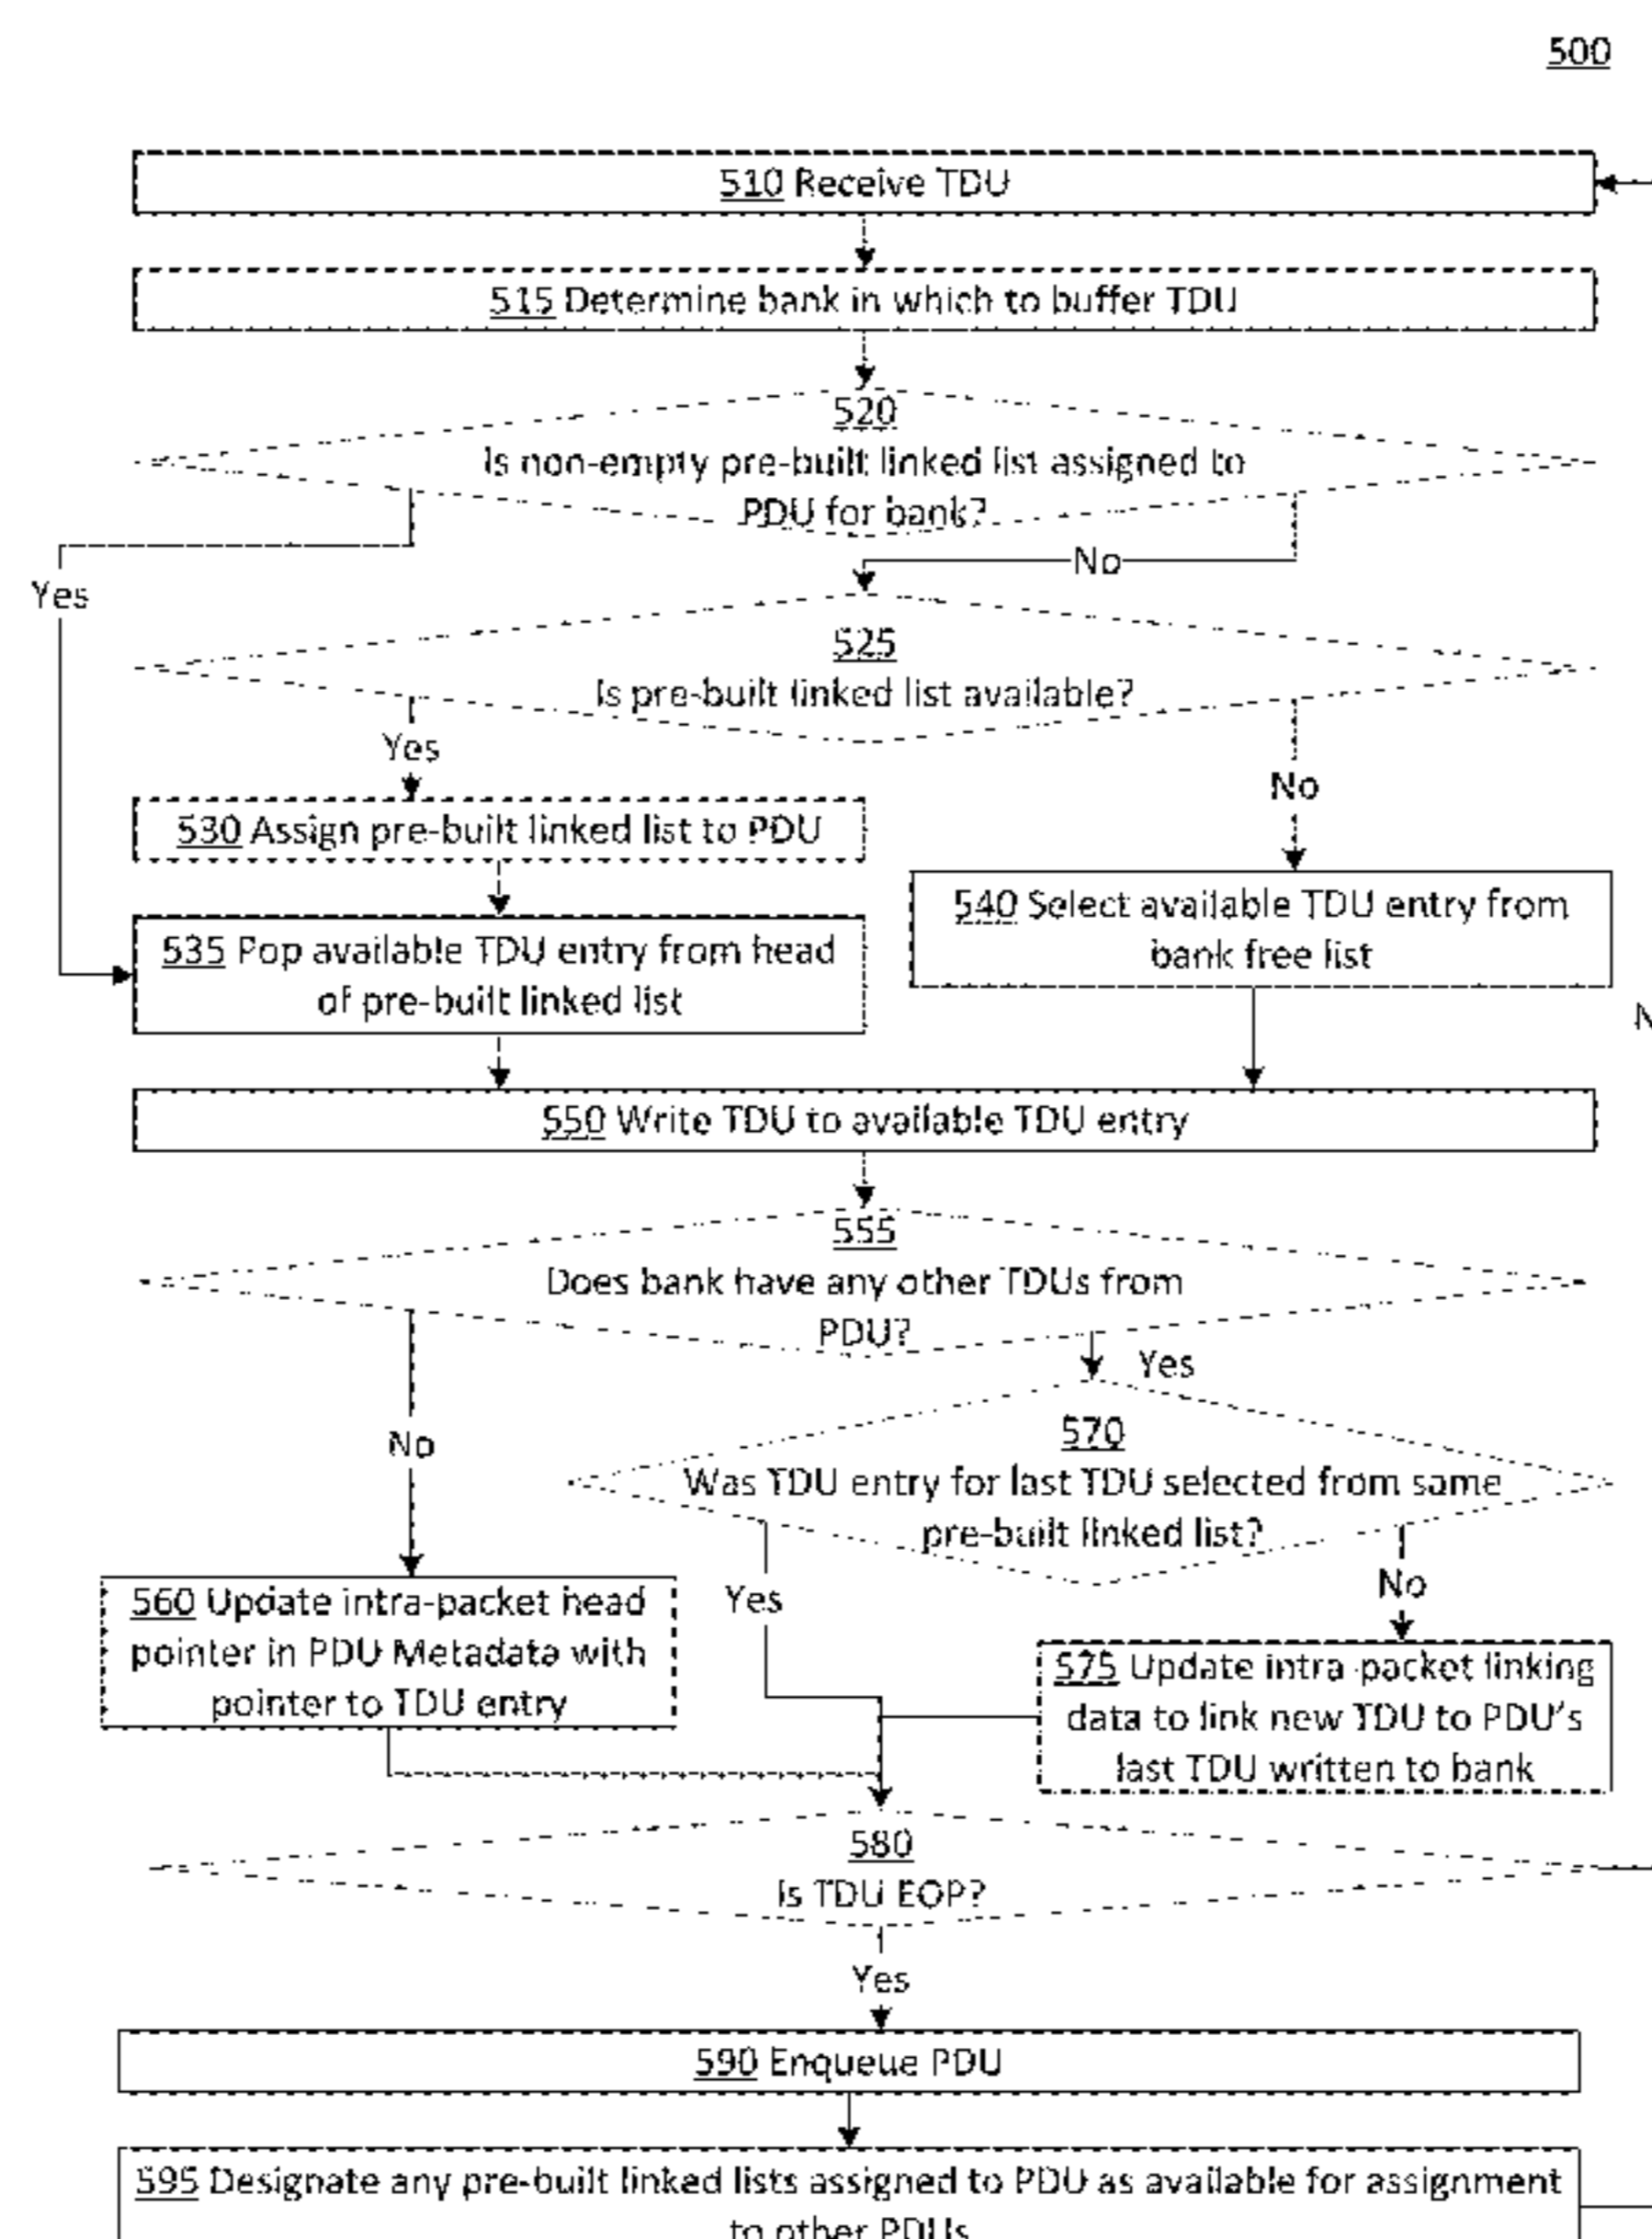 500
510 Receive TDU
515 Determine bank in which to buffer TDU
520
Is non-empty pre-built linked list assigned to
PDU for bank?
Yes
No
525
Is pre-built linked list available?
Yes
No
530 Assign pre-built linked list to PDU
535 Pop available TDU entry from head
of pre-built linked list
540 Select available TDU entry from
bank free list
550 Write TDU to available TDU entry
555
Does bank have any other TDUs from
PDU?
Yes
No
570
Was TDU entry for last TDU selected from same
pre-built linked list?
Yes
No
560 Update intra-packet head
pointer in PDU Metadata with
pointer to TDU entry
575 Update intra-packet linking
data to link new TDU to PDU's
last TDU written to bank
580
Is TDU EOP?
Yes
590 Enqueue PDU
595 Designate any pre-built linked lists assigned to PDU as available for assignment
to other PDUs